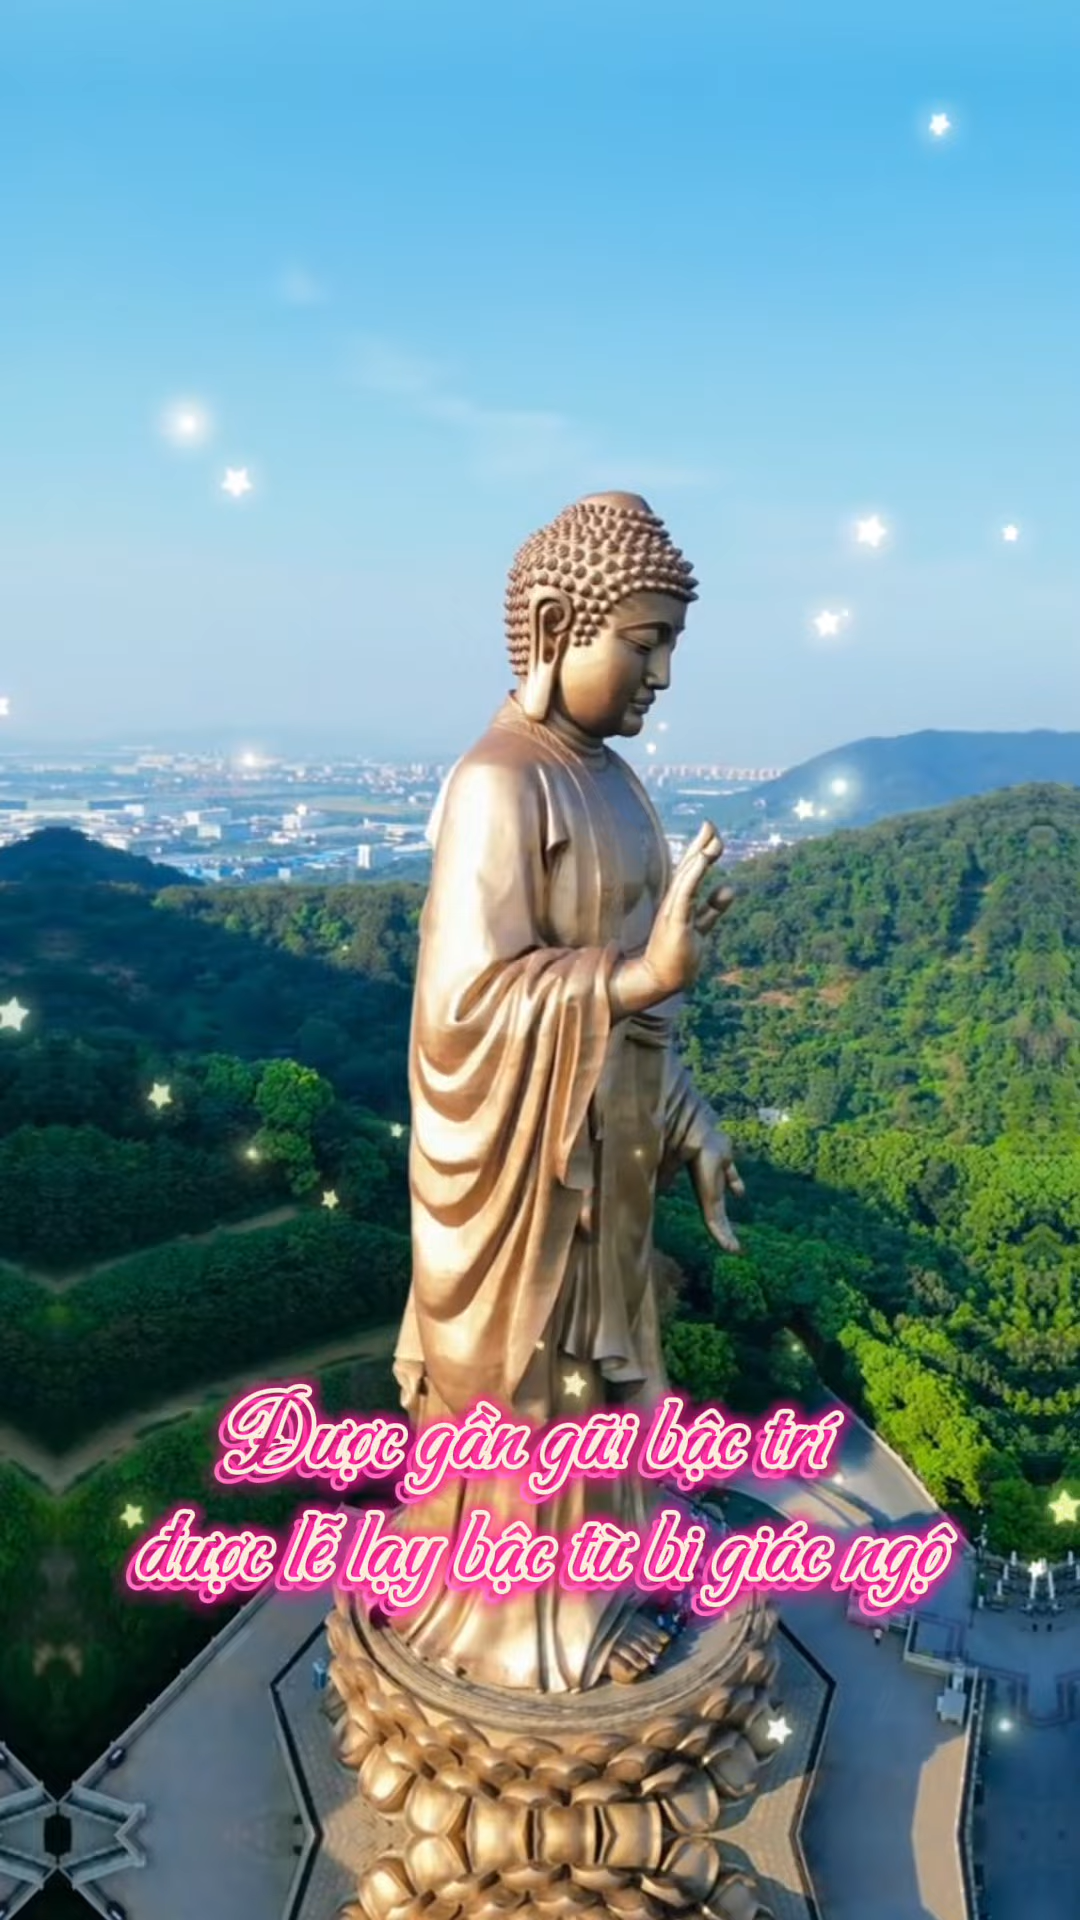 Được gần gũi bậc trí
được lễ lạy bậc từ bi giác ngộ